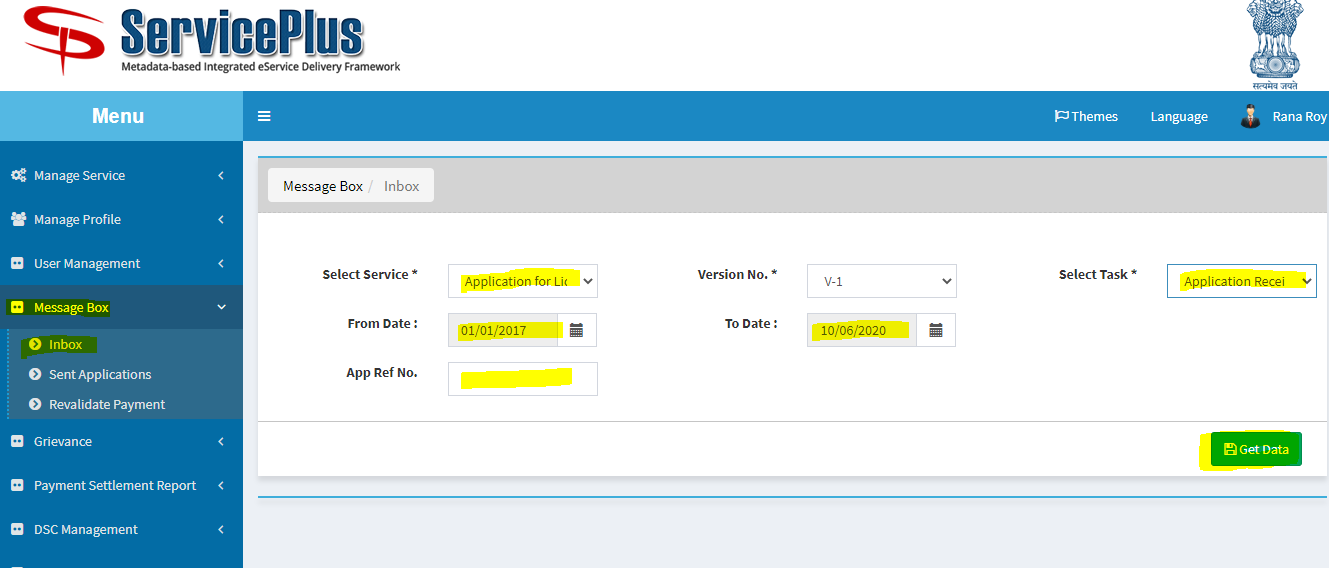 ServicePlus
Metadata-based Integrated eService Delivery Framework
सत्यमेव जयते
Menu
Themes
Language
Rana Roy
Manage Service
Manage Profile
User Management
Message Box
Inbox
Sent Applications
Revalidate Payment
Grievance
Payment Settlement Report
DSC Management
Message Box / Inbox
Select Service *
Application for Lic
Version No. *
V-1
Select Task *
Application Recei
From Date :
01/01/2017
To Date :
10/06/2020
App Ref No.
Get Data